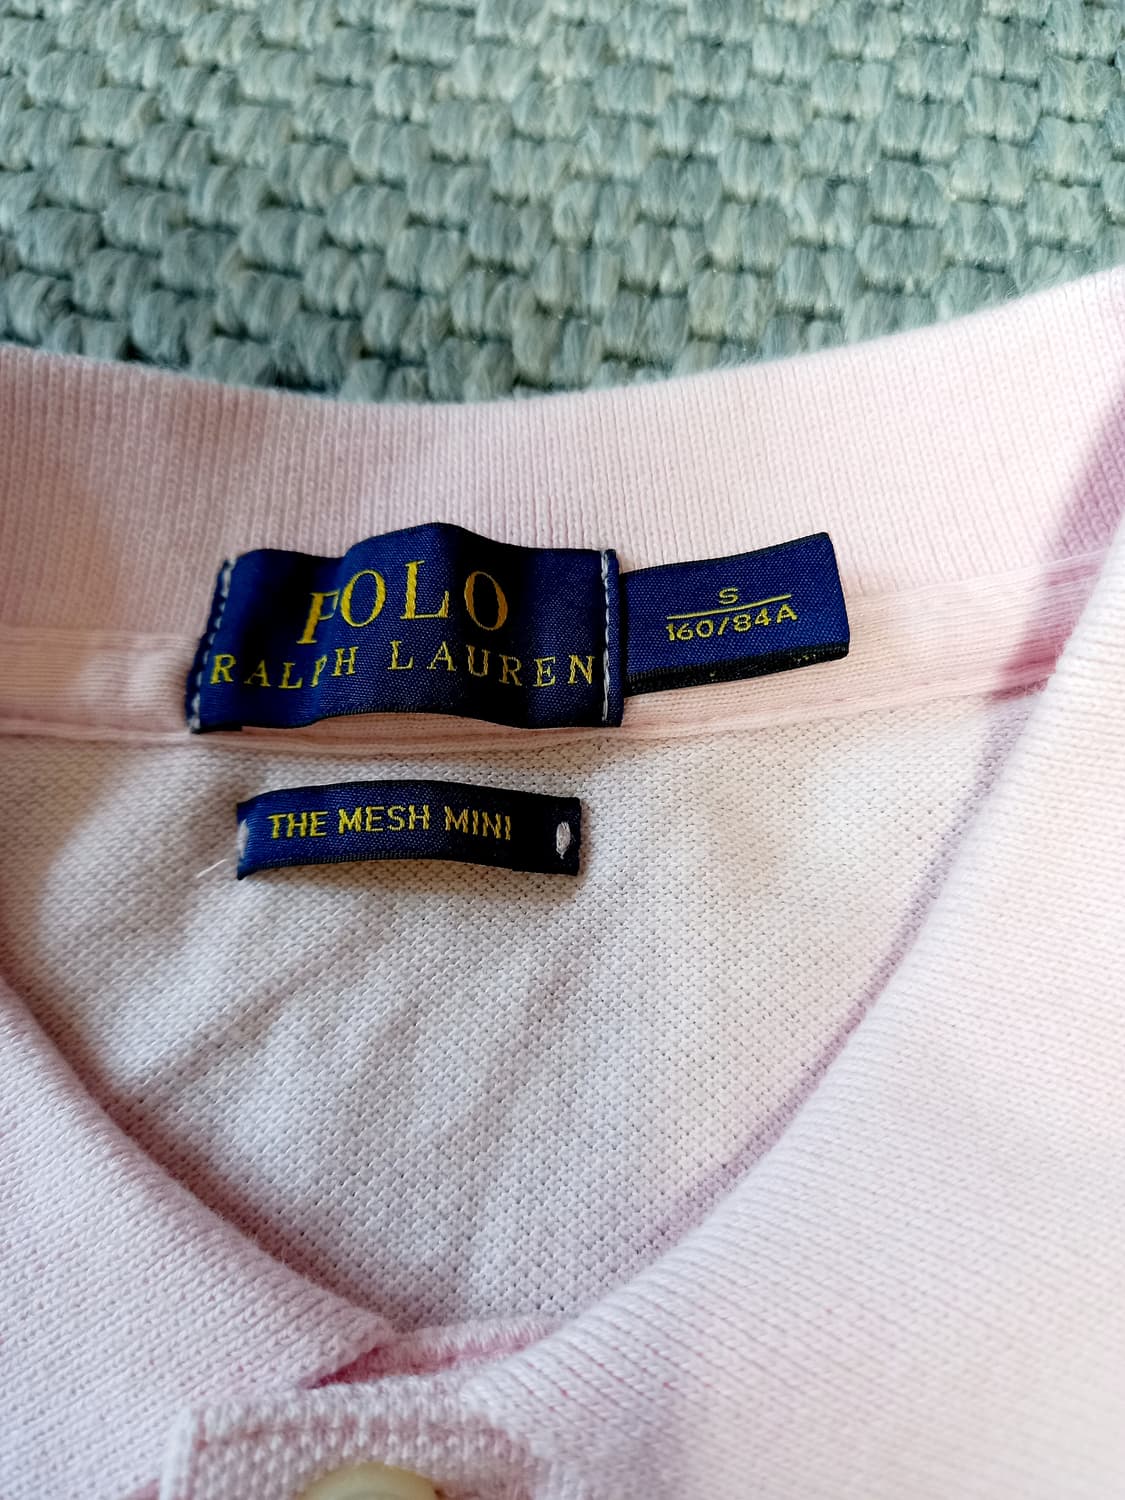 POLO
RALPH LAUREN
S
160/84A
THE MESH MINI